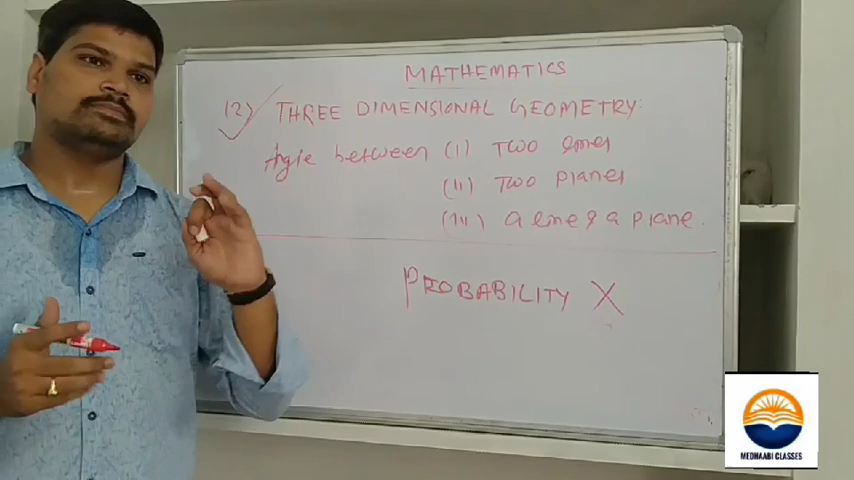 MATHEMATICS
12) THREE DIMENSIONAL GEOMETRY:
Angle between (i) TWO lines
(ii) TWO planes
(iii) a line & a plane.
PROBABILITY X
MEDHAABI CLASSES